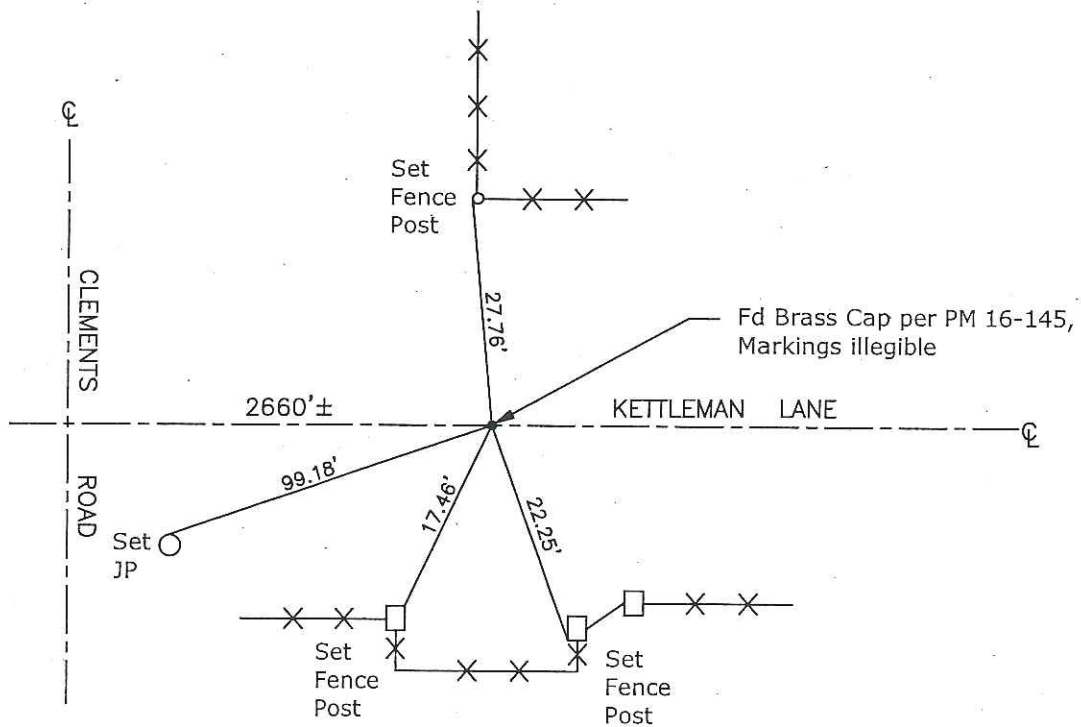 ℄
Set
Fence
Post
CLEMENTS
ROAD
27.76'
Fd Brass Cap per PM 16-145,
Markings illegible
2660'±
KETTLEMAN LANE
℄
99.18'
17.46'
22.25'
Set
JP
Set
Fence
Post
Set
Fence
Post